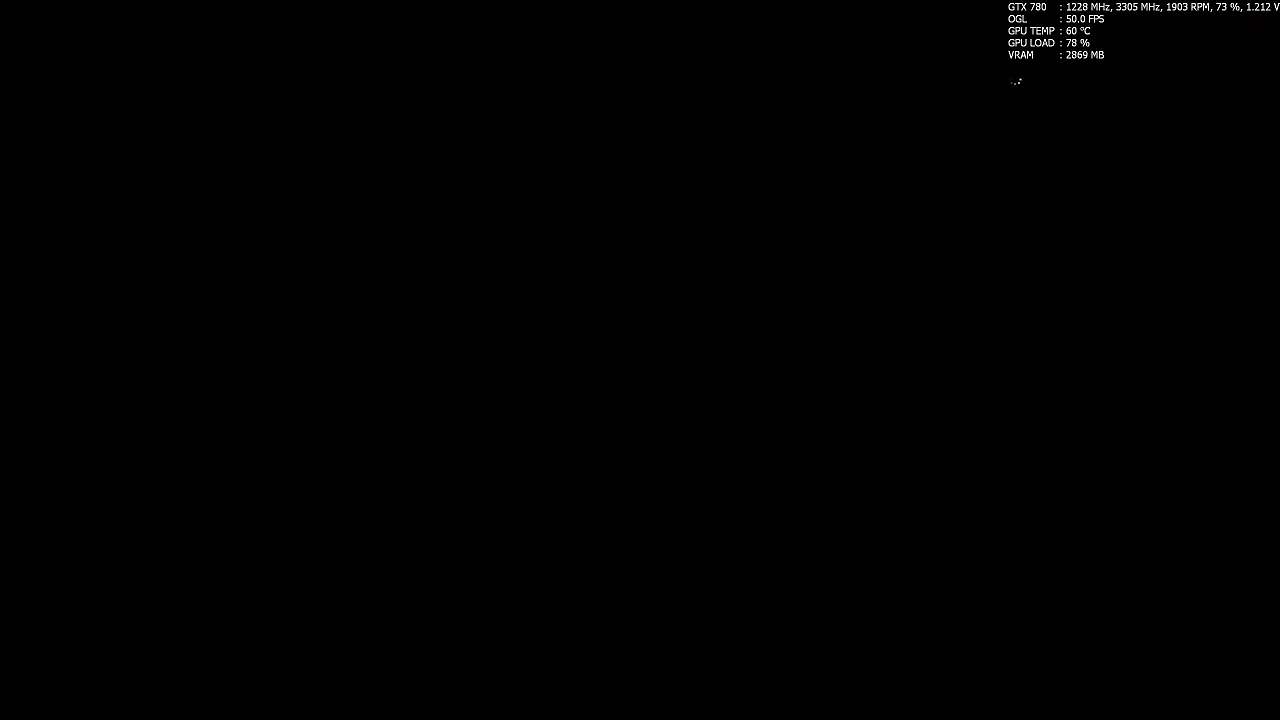 GTX 780 : 1228 MHz, 3305 MHz, 1903 RPM, 73 %, 1.212 V
OGL : 50.0 FPS
GPU TEMP : 60 °C
GPU LOAD : 78 %
VRAM : 2869 MB